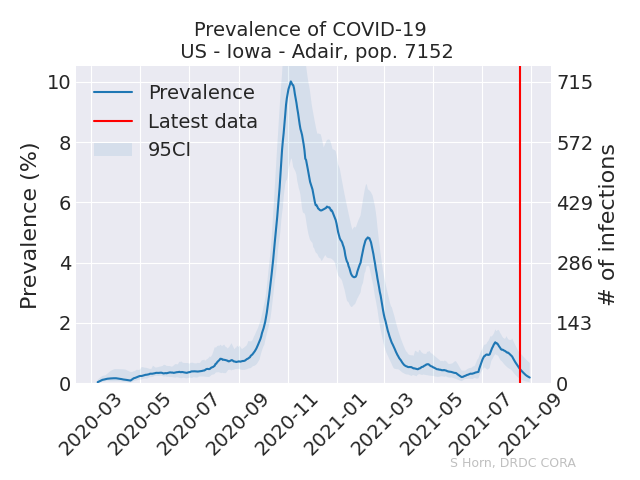 Prevalence of COVID-19
US - Iowa - Adair, pop. 7152
Prevalence
Latest data
95CI
Prevalence (%)
10
8
6
4
2
0
715
572
429
286
143
0
# of infections
2020-03
2020-05
2020-07
2020-09
2020-11
2021-01
2021-03
2021-05
2021-07
2021-09
S Horn, DRDC CORA